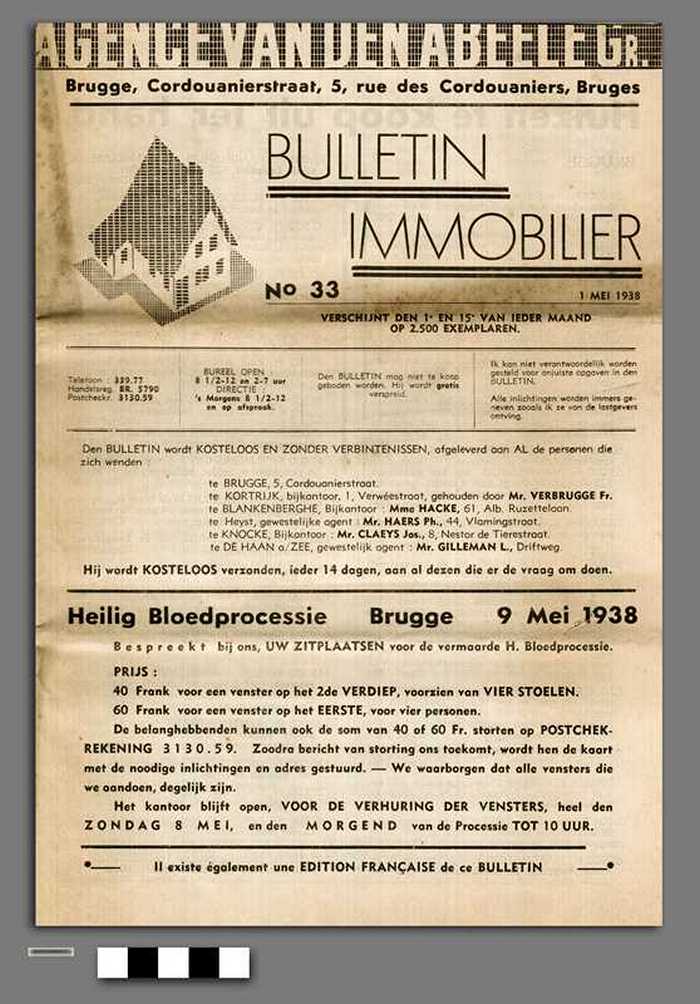 AGENCE VAN DEN ABEELE Gr.
Brugge, Cordouanierstraat, 5, rue des Cordouaniers, Bruges
BULLETIN
IMMOBILIER
No 33
1 MEI 1938
VERSCHIJNT DEN 1e EN 15e VAN IEDER MAAND
OP 2.500 EXEMPLAREN.
Telefoon : 339.77
Handelsreg. BR. 5790
Postcheckr. 3130.59
BUREEL OPEN
8 1/2-12 en 2-7 uur
DIRECTIE :
's Morgens 8 1/2-12
en op afspraak.
Den BULLETIN mag niet te koop
geboden worden. Hij wordt gratis
verspreid.
Ik kan niet verantwoordelijk worden
gesteld voor onjuiste opgaven in den
BULLETIN.
Alle inlichtingen worden immers ge-
geven zooals ik ze van de lastgevers
ontving.
Den BULLETIN wordt KOSTELOOS EN ZONDER VERBINTENISSEN, afgeleverd aan AL de personen die
zich wenden :
te BRUGGE, 5, Cordouanierstraat.
te KORTRIJK, bijkantoor, 1, Verwéestraat, gehouden door Mr. VERBRUGGE Fr.
te BLANKENBERGHE, Bijkantoor : Mme HACKE, 61, Alb. Ruzettelaan.
te Heyst, gewestelijke agent : Mr. HAERS Ph., 44, Vlamingstraat.
te KNOCKE, Bijkantoor : Mr. CLAEYS Jos., 8, Nestor de Tierestraat.
te DE HAAN a/ZEE, gewestelijk agent : Mr. GILLEMAN L., Driftweg.
Hij wordt KOSTELOOS verzonden, ieder 14 dagen, aan al dezen die er de vraag om doen.
Heilig Bloedprocessie Brugge 9 Mei 1938
Bespreekt bij ons, UW ZITPLAATSEN voor de vermaarde H. Bloedprocessie.
PRIJS :
40 Frank voor een venster op het 2de VERDIEP, voorzien van VIER STOELEN.
60 Frank voor een venster op het EERSTE, voor vier personen.
De belanghebbenden kunnen ook de som van 40 of 60 Fr. storten op POSTCHEK-
REKENING 3130.59. Zoodra bericht van storting ons toekomt, wordt hen de kaart
met de noodige inlichtingen en adres gestuurd. — We waarborgen dat alle vensters die
we aandoen, degelijk zijn.
Het kantoor blijft open, VOOR DE VERHURING DER VENSTERS, heel den
ZONDAG 8 MEI, en den MORGEND van de Processie TOT 10 UUR.
Il existe également une EDITION FRANÇAISE de ce BULLETIN